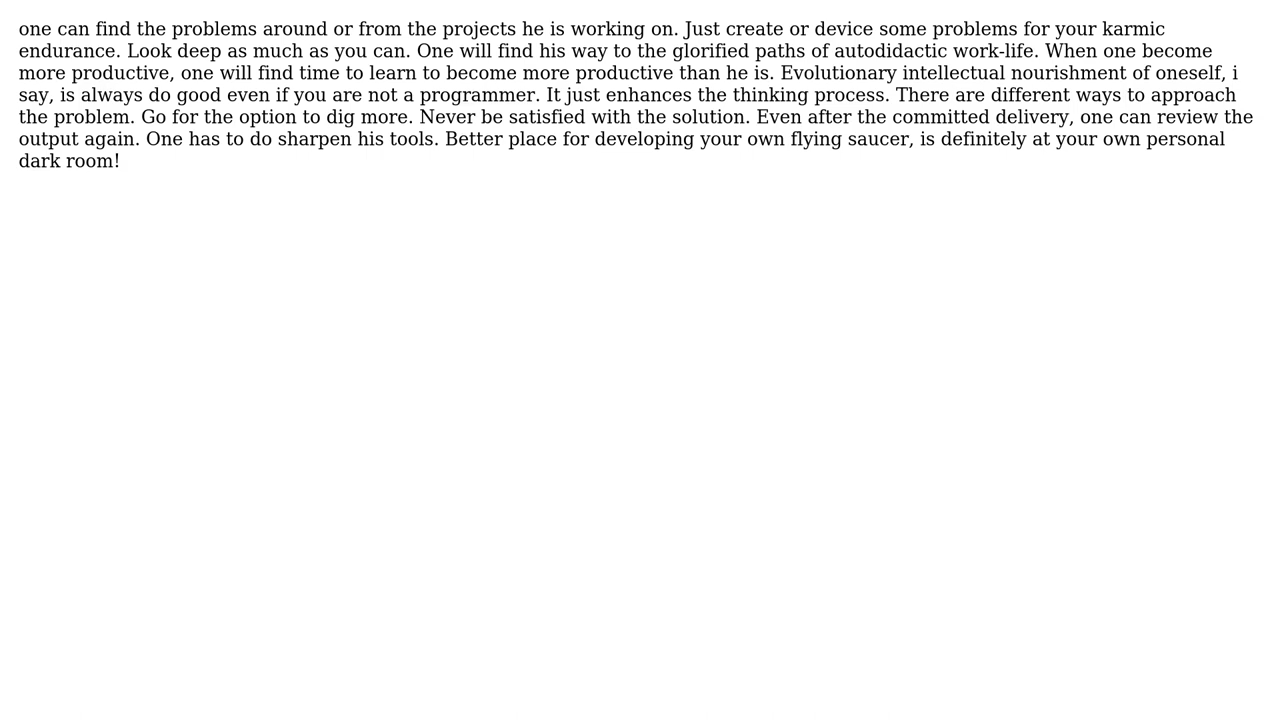 one can find the problems around or from the projects he is working on. Just create or device some problems for your karmic
endurance. Look deep as much as you can. One will find his way to the glorified paths of autodidactic work-life. When one become
more productive, one will find time to learn to become more productive than he is. Evolutionary intellectual nourishment of oneself, i
say, is always do good even if you are not a programmer. It just enhances the thinking process. There are different ways to approach
the problem. Go for the option to dig more. Never be satisfied with the solution. Even after the committed delivery, one can review the
output again. One has to do sharpen his tools. Better place for developing your own flying saucer, is definitely at your own personal
dark room!